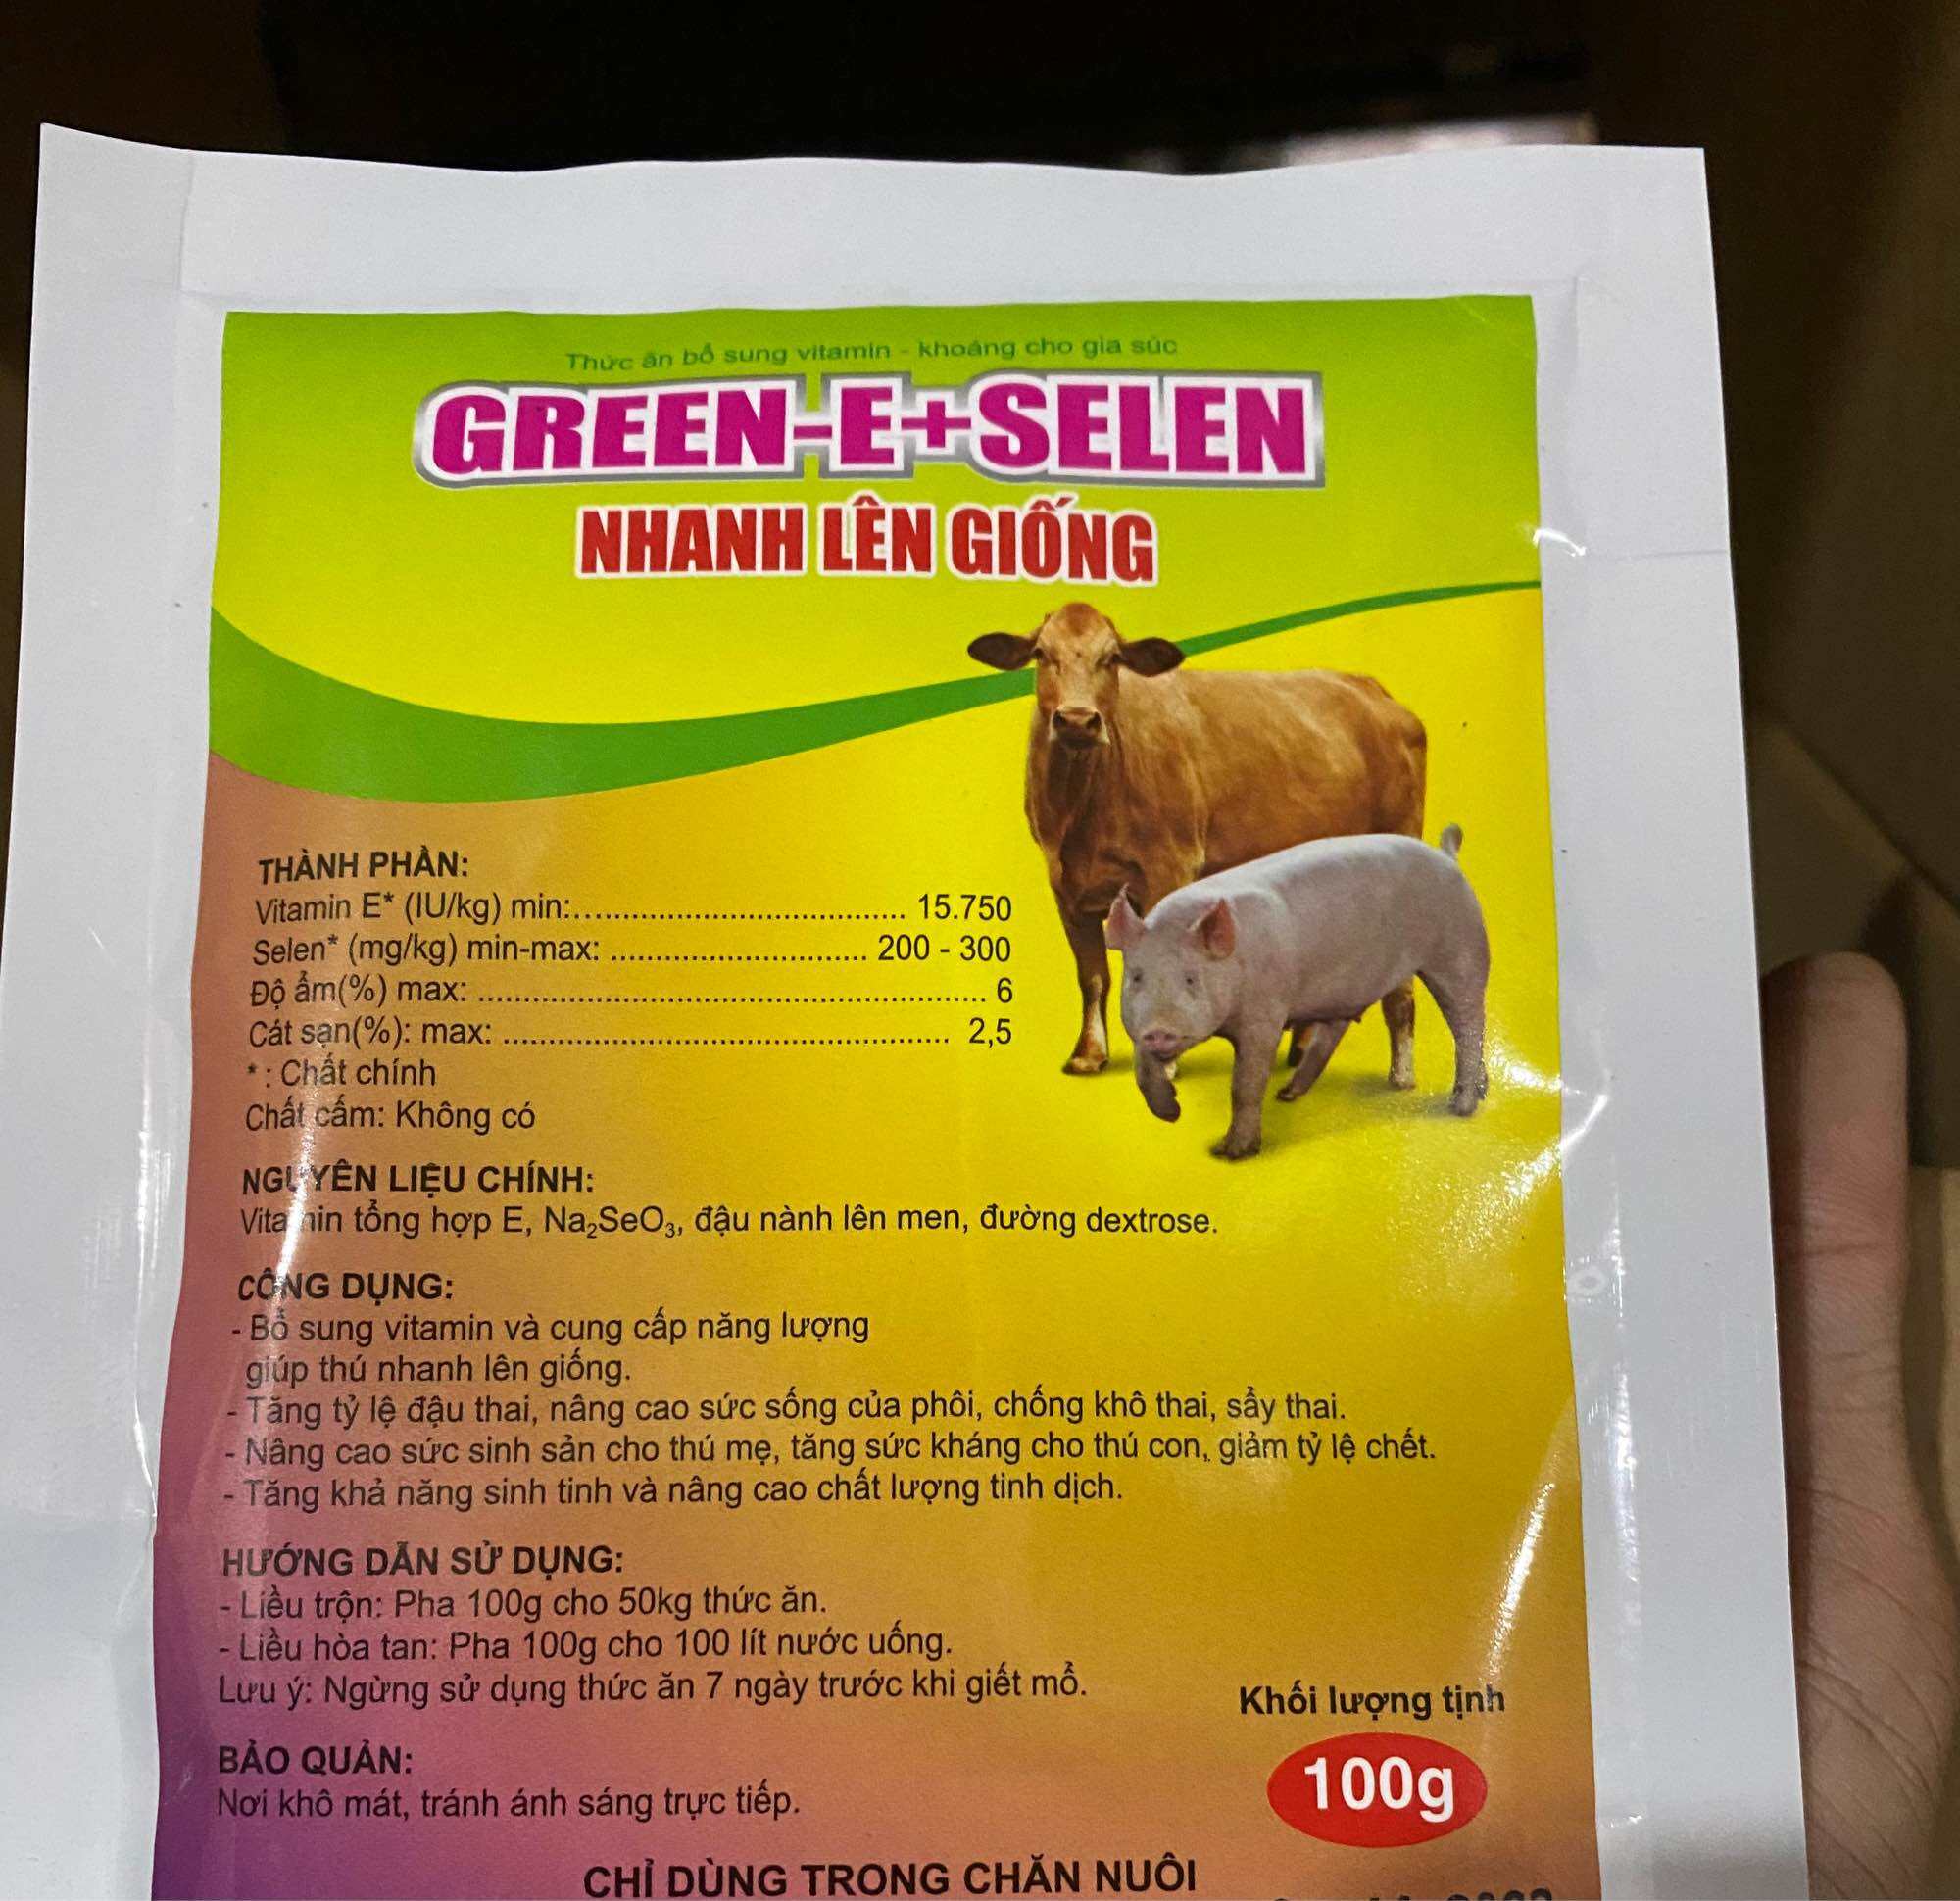 Thức ăn bổ sung vitamin - khoáng cho gia súc
GREEN-E+SELEN
NHANH LÊN GIỐNG
THÀNH PHẦN:
Vitamin E* (IU/kg) min:........................................ 15.750
Selen* (mg/kg) min-max: ............................. 200 - 300
Độ ẩm(%) max: ........................................................ 6
Cát sạn(%): max: .................................................. 2,5
* : Chất chính
Chất cấm: Không có
NGUYÊN LIỆU CHÍNH:
Vitamin tổng hợp E, Na₂SeO₃, đậu nành lên men, đường dextrose.
CÔNG DỤNG:
- Bổ sung vitamin và cung cấp năng lượng
giúp thú nhanh lên giống.
- Tăng tỷ lệ đậu thai, nâng cao sức sống của phôi, chống khô thai, sẩy thai.
- Nâng cao sức sinh sản cho thú mẹ, tăng sức kháng cho thú con, giảm tỷ lệ chết.
- Tăng khả năng sinh tinh và nâng cao chất lượng tinh dịch.
HƯỚNG DẪN SỬ DỤNG:
- Liều trộn: Pha 100g cho 50kg thức ăn.
- Liều hòa tan: Pha 100g cho 100 lít nước uống.
Lưu ý: Ngừng sử dụng thức ăn 7 ngày trước khi giết mổ.
Khối lượng tịnh
100g
BẢO QUẢN:
Nơi khô mát, tránh ánh sáng trực tiếp.
CHỈ DÙNG TRONG CHĂN NUÔI